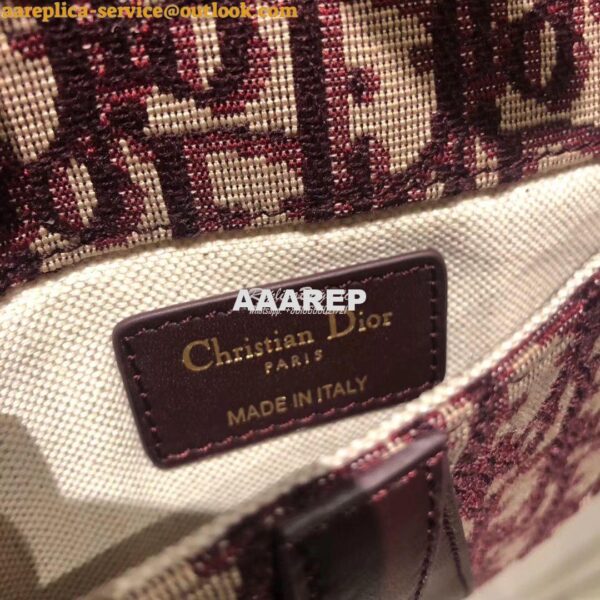 aareplica-service@outlook.com
AAAREP
Christian Dior
PARIS
MADE IN ITALY